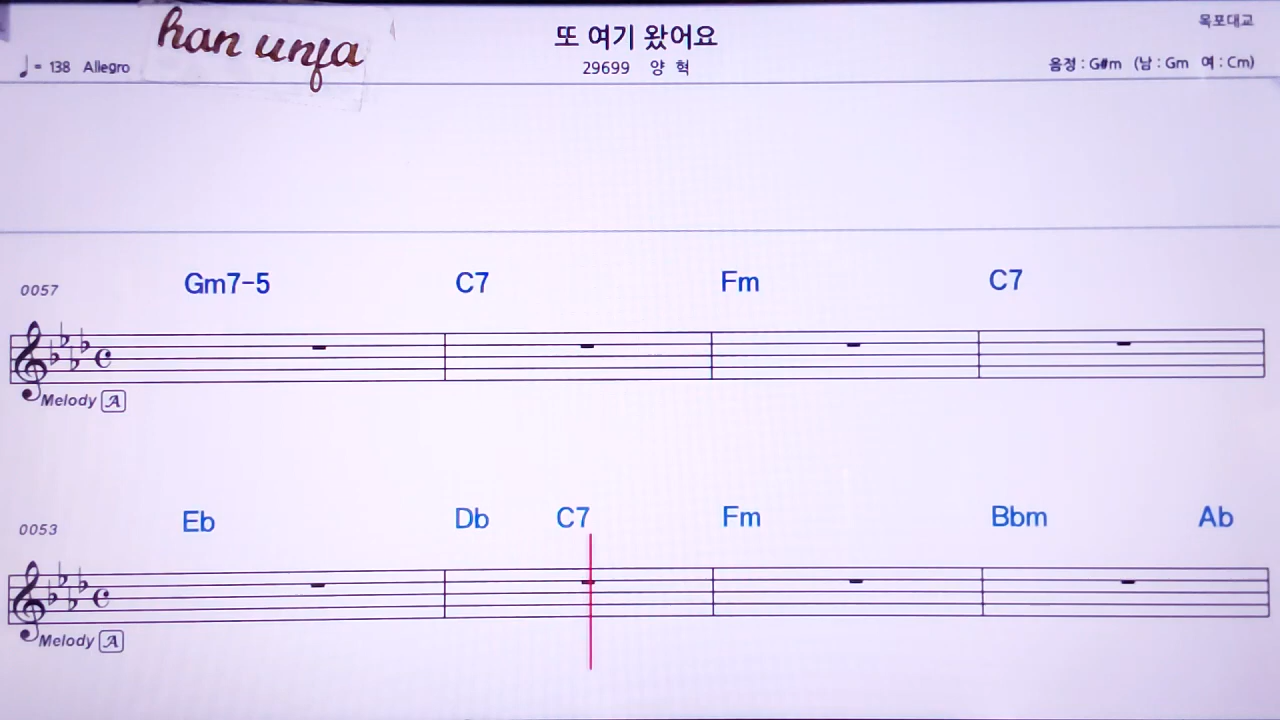 han unfa
또 여기 왔어요
목포대교
♩= 138 Allegro
29699 양 혁
음정 : G#m (남 : Gm 여 : Cm)
0057 Gm7-5 C7 Fm C7
Melody A
0053 Eb Db C7 Fm Bbm Ab
Melody A